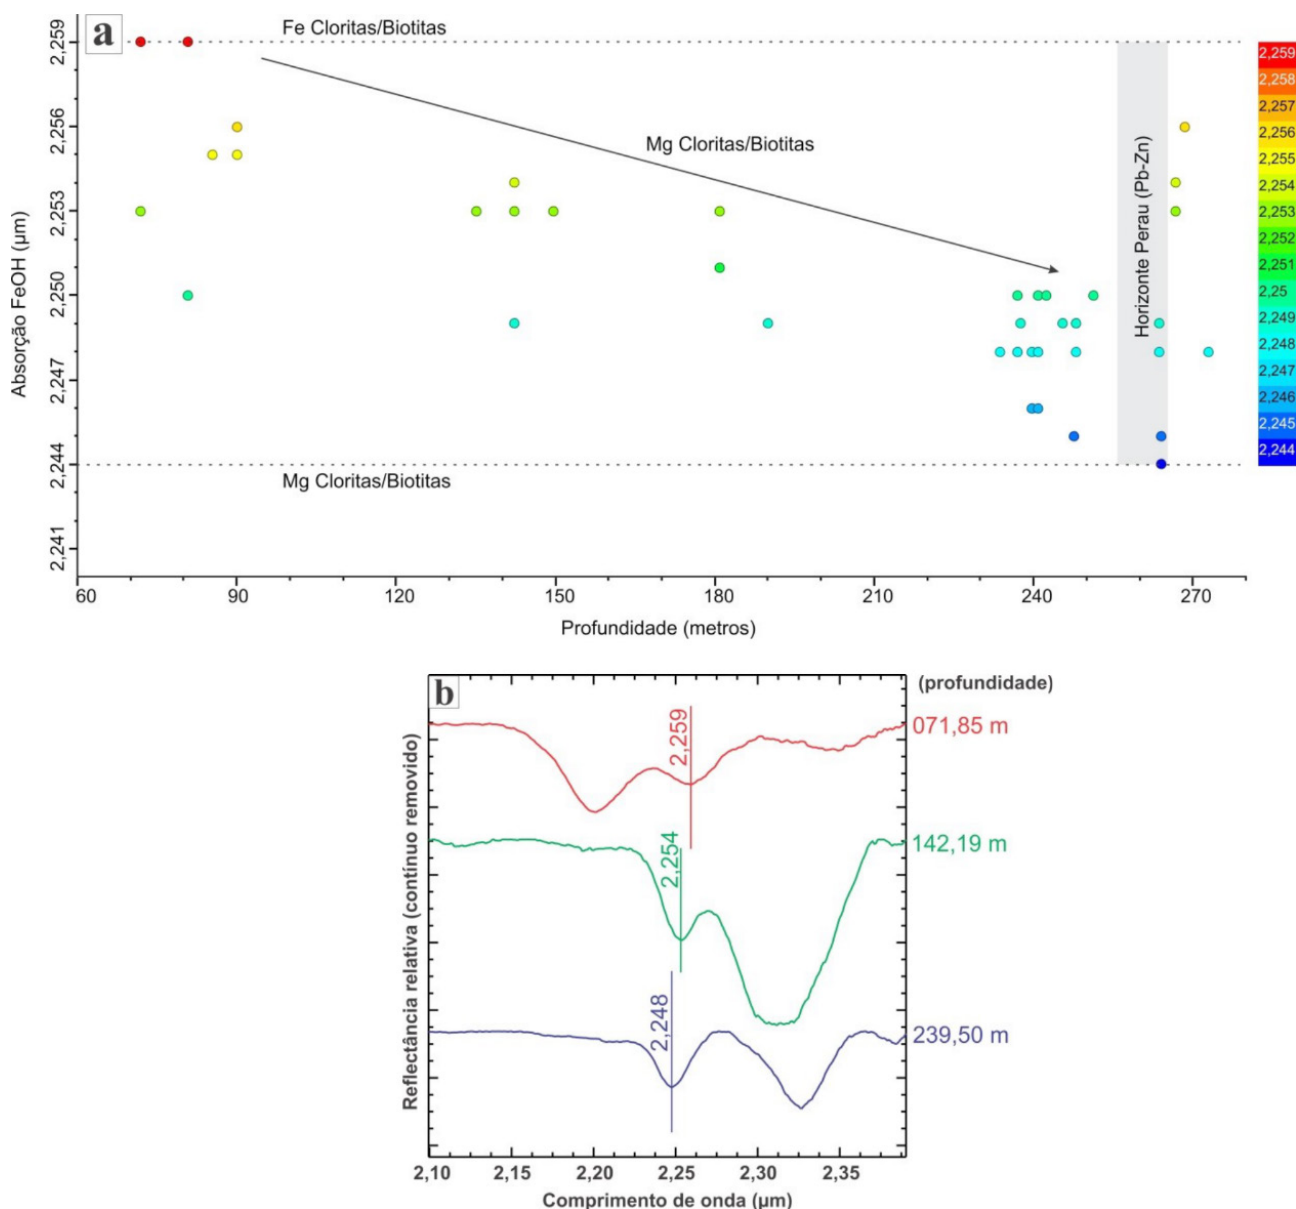 a
Fe Cloritas/Biotitas
Mg Cloritas/Biotitas
Mg Cloritas/Biotitas
Horizonte Perau (Pb-Zn)
Absorção FeOH (µm)
2,259
2,256
2,253
2,250
2,247
2,244
2,241
60 90 120 150 180 210 240 270
Profundidade (metros)
2,259
2,258
2,257
2,256
2,255
2,254
2,253
2,252
2,251
2,25
2,249
2,248
2,247
2,246
2,245
2,244
b
(profundidade)
071,85 m
142,19 m
239,50 m
2,259
2,254
2,248
Reflectância relativa (contínuo removido)
2,10 2,15 2,20 2,25 2,30 2,35
Comprimento de onda (µm)